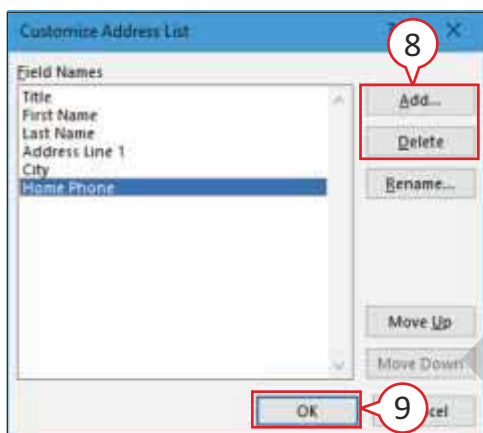 Customize Address List
8
Field Names
Title
First Name
Last Name
Address Line 1
City
Home Phone
Add...
Delete
Rename...
Move Up
Move Down
OK
9
cel